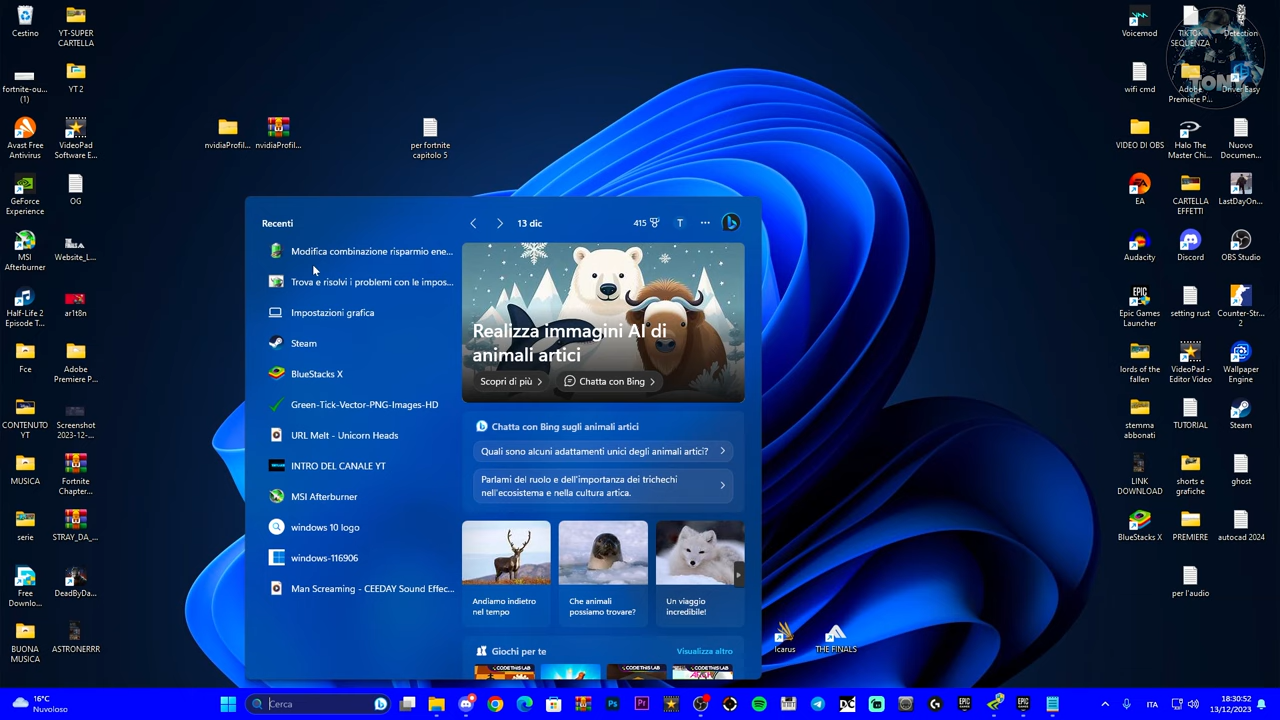 Cestino
YT-SUPER
CARTELLA
fortnite-ou...
(1)
YT 2
Avast Free
Antivirus
VideoPad
Software E...
GeForce
Experience
OG
MSI
Afterburner
Website_L...
Half-Life 2
Episode T...
ar1t8n
Fce
Adobe
Premiere P...
CONTENUTO
YT
Screenshot
2023-12-...
MUSICA
Fortnite
Chapter...
serie
STRAY_DA_...
Free
Downlo...
DeadByDa...
BUONA
MUSICA
ASTRONERRR
nvidiaProfil...
nvidiaProfil...
per fortnite
capitolo 5
Recenti
Modifica combinazione risparmio ene...
Trova e risolvi i problemi con le impos...
Impostazioni grafica
Steam
BlueStacks X
Green-Tick-Vector-PNG-Images-HD
URL Melt - Unicorn Heads
INTRO DEL CANALE YT
MSI Afterburner
windows 10 logo
windows-116906
Man Screaming - CEEDAY Sound Effec...
13 dic
415
T
Realizza immagini AI di
animali artici
Scopri di più
Chatta con Bing
Chatta con Bing sugli animali artici
Quali sono alcuni adattamenti unici degli animali artici?
Parlami del ruolo e dell'importanza dei trichechi
nell'ecosistema e nella cultura artica.
Andiamo indietro
nel tempo
Che animali
possiamo trovare?
Un viaggio
incredibile!
Giochi per te
Visualizza altro
CODETHISLAB
CODETHISLAB
CODETHISLAB
Icarus
THE FINALS
Voicemod
TIKTOK
SEQUENZA
Detection
TONY
wifi cmd
Adobe
Premiere P...
Driver Easy
VIDEO DI OBS
Halo The
Master Chi...
Nuovo
Documen...
EA
CARTELLA
EFFETTI
LastDayOn...
Audacity
Discord
OBS Studio
Epic Games
Launcher
setting rust
Counter-Str...
2
lords of the
fallen
VideoPad -
Editor Video
Wallpaper
Engine
stemma
abbonati
TUTORIAL
Steam
LINK
DOWNLOAD
shorts e
grafiche
ghost
BlueStacks X
PREMIERE
autocad 2024
per l'audio
16°C
Nuvoloso
Cerca
ITA
18:30:52
13/12/2023